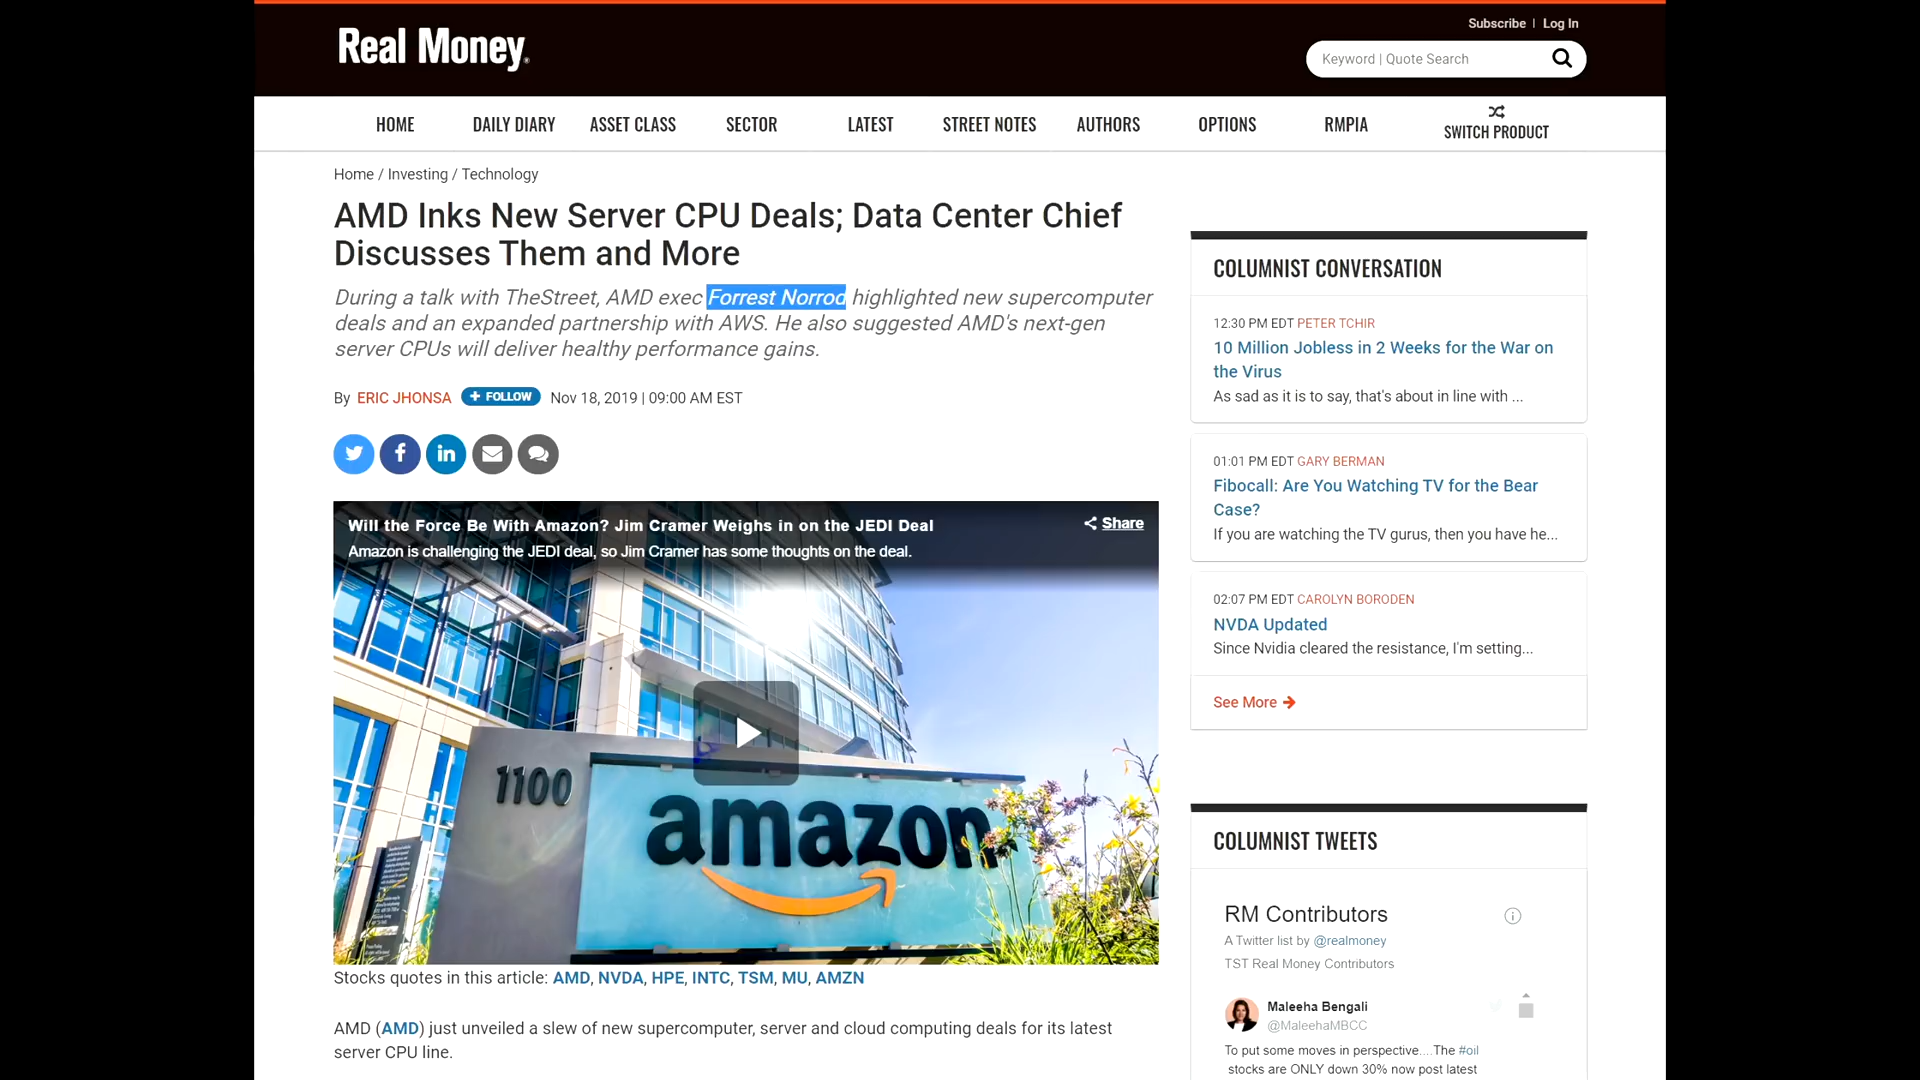 Real Money
Subscribe | Log In
Keyword | Quote Search
HOME
DAILY DIARY
ASSET CLASS
SECTOR
LATEST
STREET NOTES
AUTHORS
OPTIONS
RMPIA
SWITCH PRODUCT
Home / Investing / Technology
AMD Inks New Server CPU Deals; Data Center Chief
Discusses Them and More
During a talk with TheStreet, AMD exec Forrest Norrod highlighted new supercomputer
deals and an expanded partnership with AWS. He also suggested AMD's next-gen
server CPUs will deliver healthy performance gains.
By ERIC JHONSA + FOLLOW Nov 18, 2019 | 09:00 AM EST
Will the Force Be With Amazon? Jim Cramer Weighs in on the JEDI Deal
Share
Amazon is challenging the JEDI deal, so Jim Cramer has some thoughts on the deal.
1100
amazon
Stocks quotes in this article: AMD, NVDA, HPE, INTC, TSM, MU, AMZN
AMD (AMD) just unveiled a slew of new supercomputer, server and cloud computing deals for its latest
server CPU line.
COLUMNIST CONVERSATION
12:30 PM EDT PETER TCHIR
10 Million Jobless in 2 Weeks for the War on
the Virus
As sad as it is to say, that's about in line with ...
01:01 PM EDT GARY BERMAN
Fibocall: Are You Watching TV for the Bear
Case?
If you are watching the TV gurus, then you have he...
02:07 PM EDT CAROLYN BORODEN
NVDA Updated
Since Nvidia cleared the resistance, I'm setting...
See More
COLUMNIST TWEETS
RM Contributors
A Twitter list by @realmoney
TST Real Money Contributors
Maleeha Bengali
@MaleehaMBCC
To put some moves in perspective....The #oil
stocks are ONLY down 30% now post latest